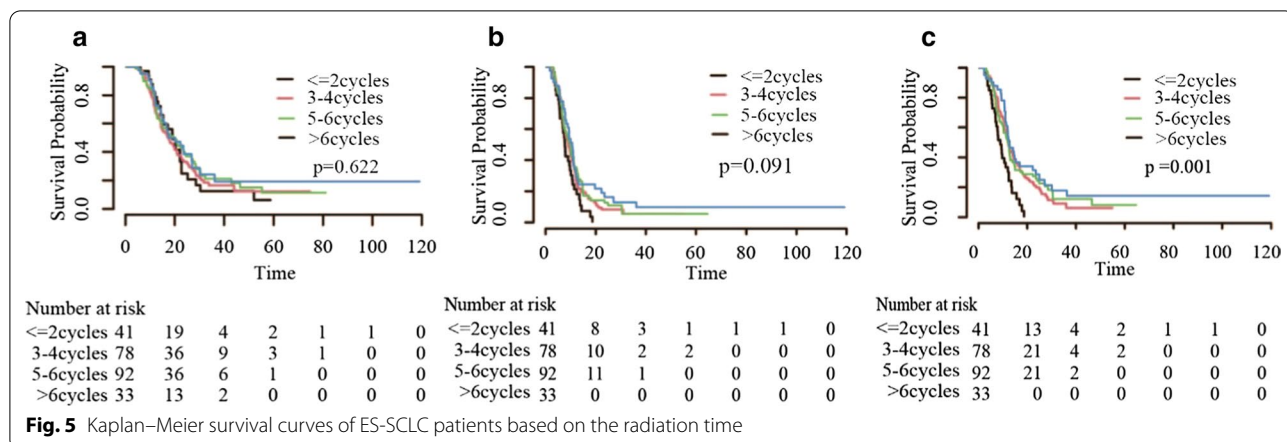 a
Survival Probability
0.0 0.4 0.8
<=2cycles
3-4cycles
5-6cycles
>6cycles
p=0.622
0 20 40 60 80 100 120
Time
Number at risk
<=2cycles 41 19 4 2 1 1 0
3-4cycles 78 36 9 3 1 0 0
5-6cycles 92 36 6 1 0 0 0
>6cycles 33 13 2 0 0 0 0
b
Survival Probability
0.0 0.4 0.8
<=2cycles
3-4cycles
5-6cycles
>6cycles
p=0.091
0 20 40 60 80 100 120
Time
Number at risk
<=2cycles 41 8 3 1 1 1 0
3-4cycles 78 10 2 2 0 0 0
5-6cycles 92 11 1 0 0 0 0
>6cycles 33 0 0 0 0 0 0
c
Survival Probability
0.0 0.4 0.8
<=2cycles
3-4cycles
5-6cycles
>6cycles
p =0.001
0 20 40 60 80 100 120
Time
Number at risk
<=2cycles 41 13 4 2 1 1 0
3-4cycles 78 21 4 2 0 0 0
5-6cycles 92 21 2 0 0 0 0
>6cycles 33 0 0 0 0 0 0
Fig. 5 Kaplan–Meier survival curves of ES-SCLC patients based on the radiation time